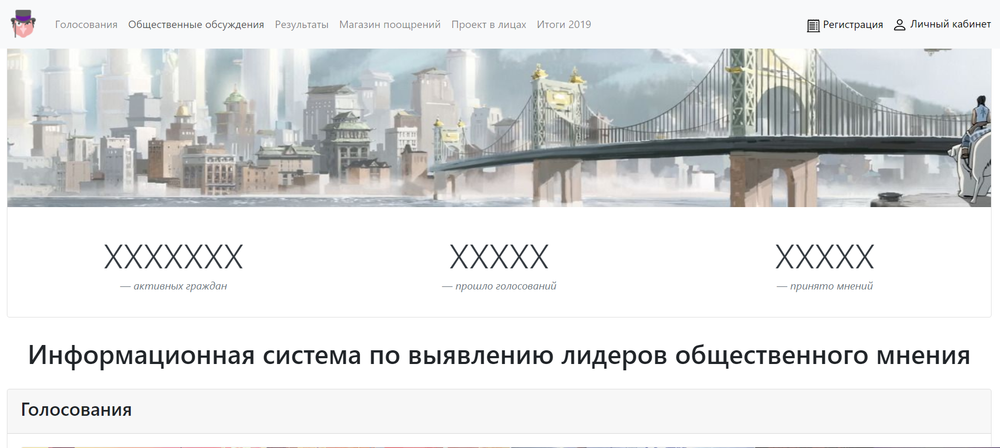 Голосования Общественные обсуждения Результаты Магазин поощрений Проект в лицах Итоги 2019 Регистрация Личный кабинет
XXXXXXX XXXXX XXXXX
— активных граждан — прошло голосований — принято мнений
Информационная система по выявлению лидеров общественного мнения
Голосования